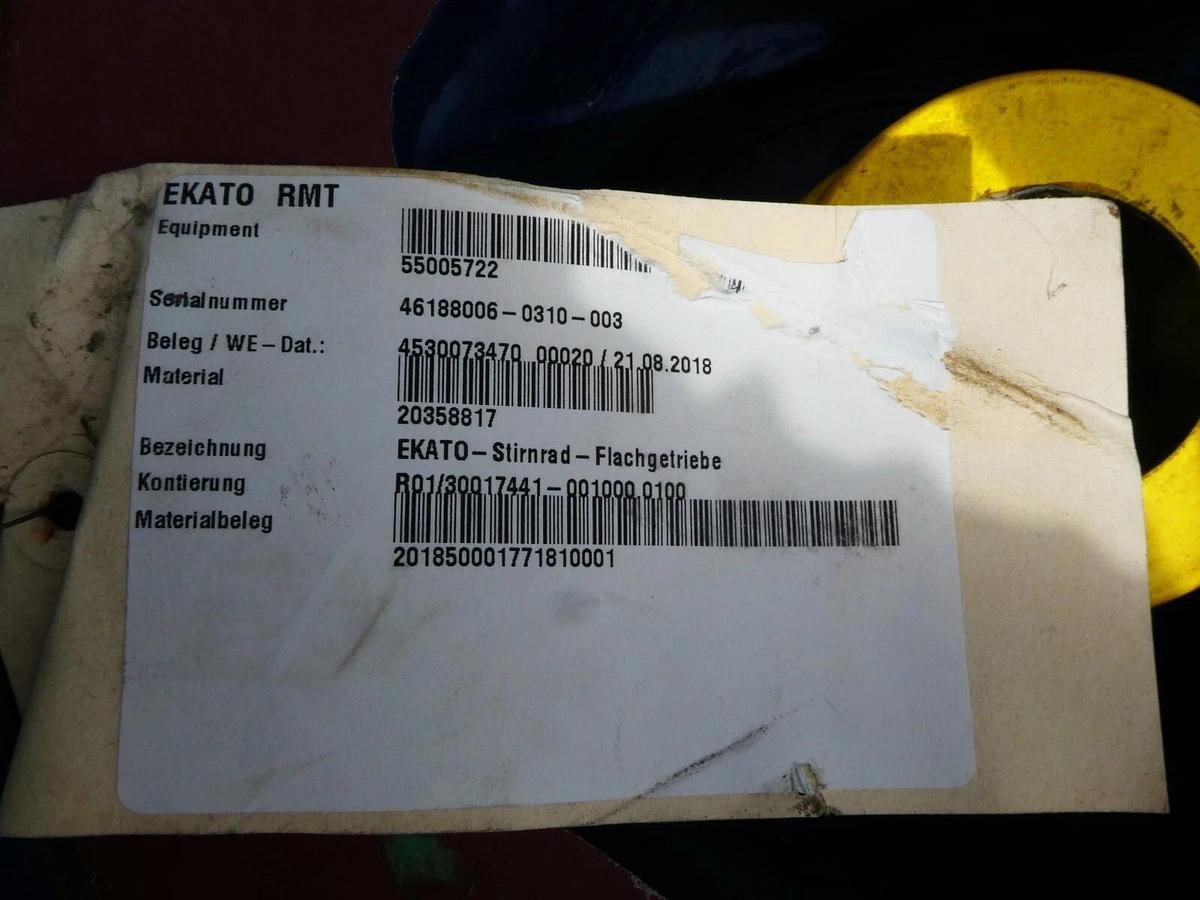 EKATO RMT
Equipment
55005722
Serialnummer 46188006-0310-003
Beleg / WE-Dat.: 4530073470 00020 / 21.08.2018
Material
20358817
Bezeichnung EKATO-Stirnrad-Flachgetriebe
Kontierung R01/30017441-001000.0100
Materialbeleg
201850001771810001